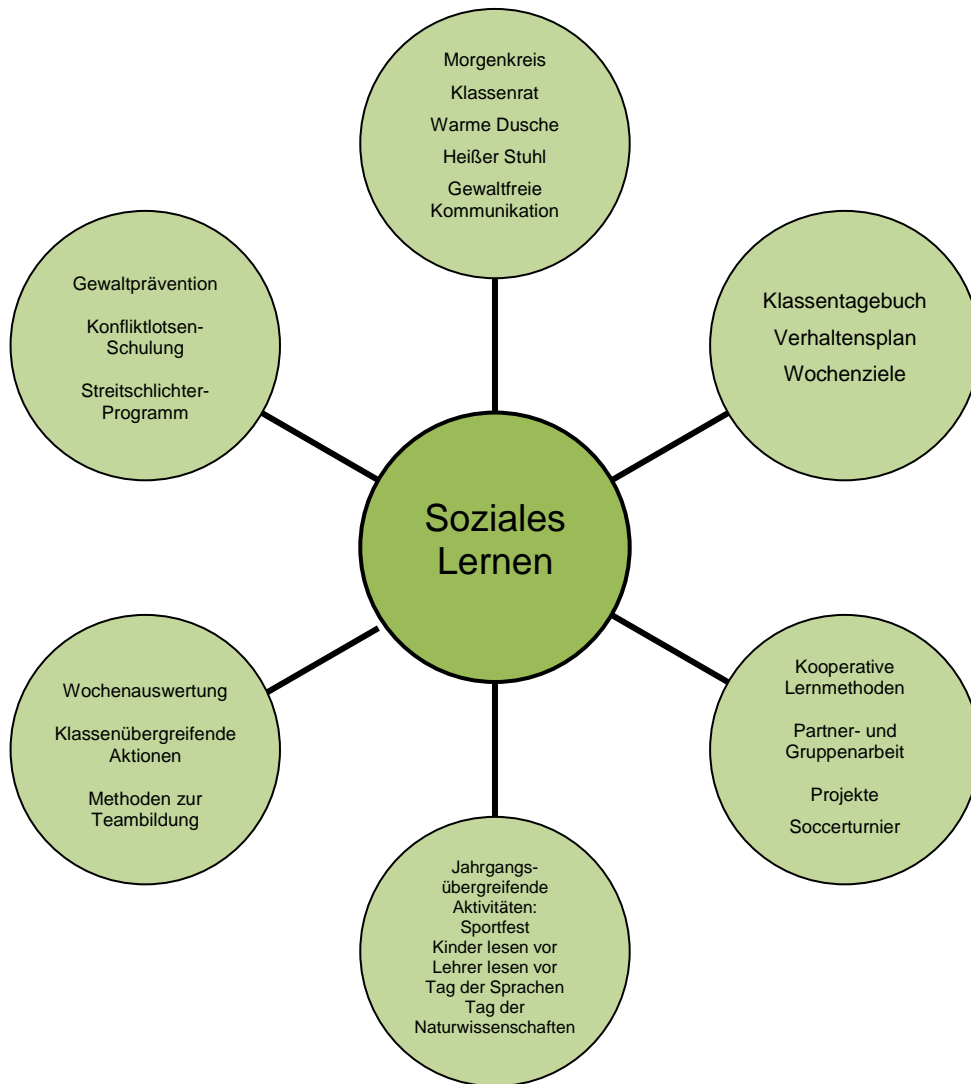 Morgenkreis
Klassenrat
Warme Dusche
Heißer Stuhl
Gewaltfreie
Kommunikation
Gewaltprävention
Konfliktlotsen-
Schulung
Streitschlichter-
Programm
Klassentagebuch
Verhaltensplan
Wochenziele
Soziales
Lernen
Wochenauswertung
Klassenübergreifende
Aktionen
Methoden zur
Teambildung
Kooperative
Lernmethoden
Partner- und
Gruppenarbeit
Projekte
Soccerturnier
Jahrgangs-
übergreifende
Aktivitäten:
Sportfest
Kinder lesen vor
Lehrer lesen vor
Tag der Sprachen
Tag der
Naturwissenschaften